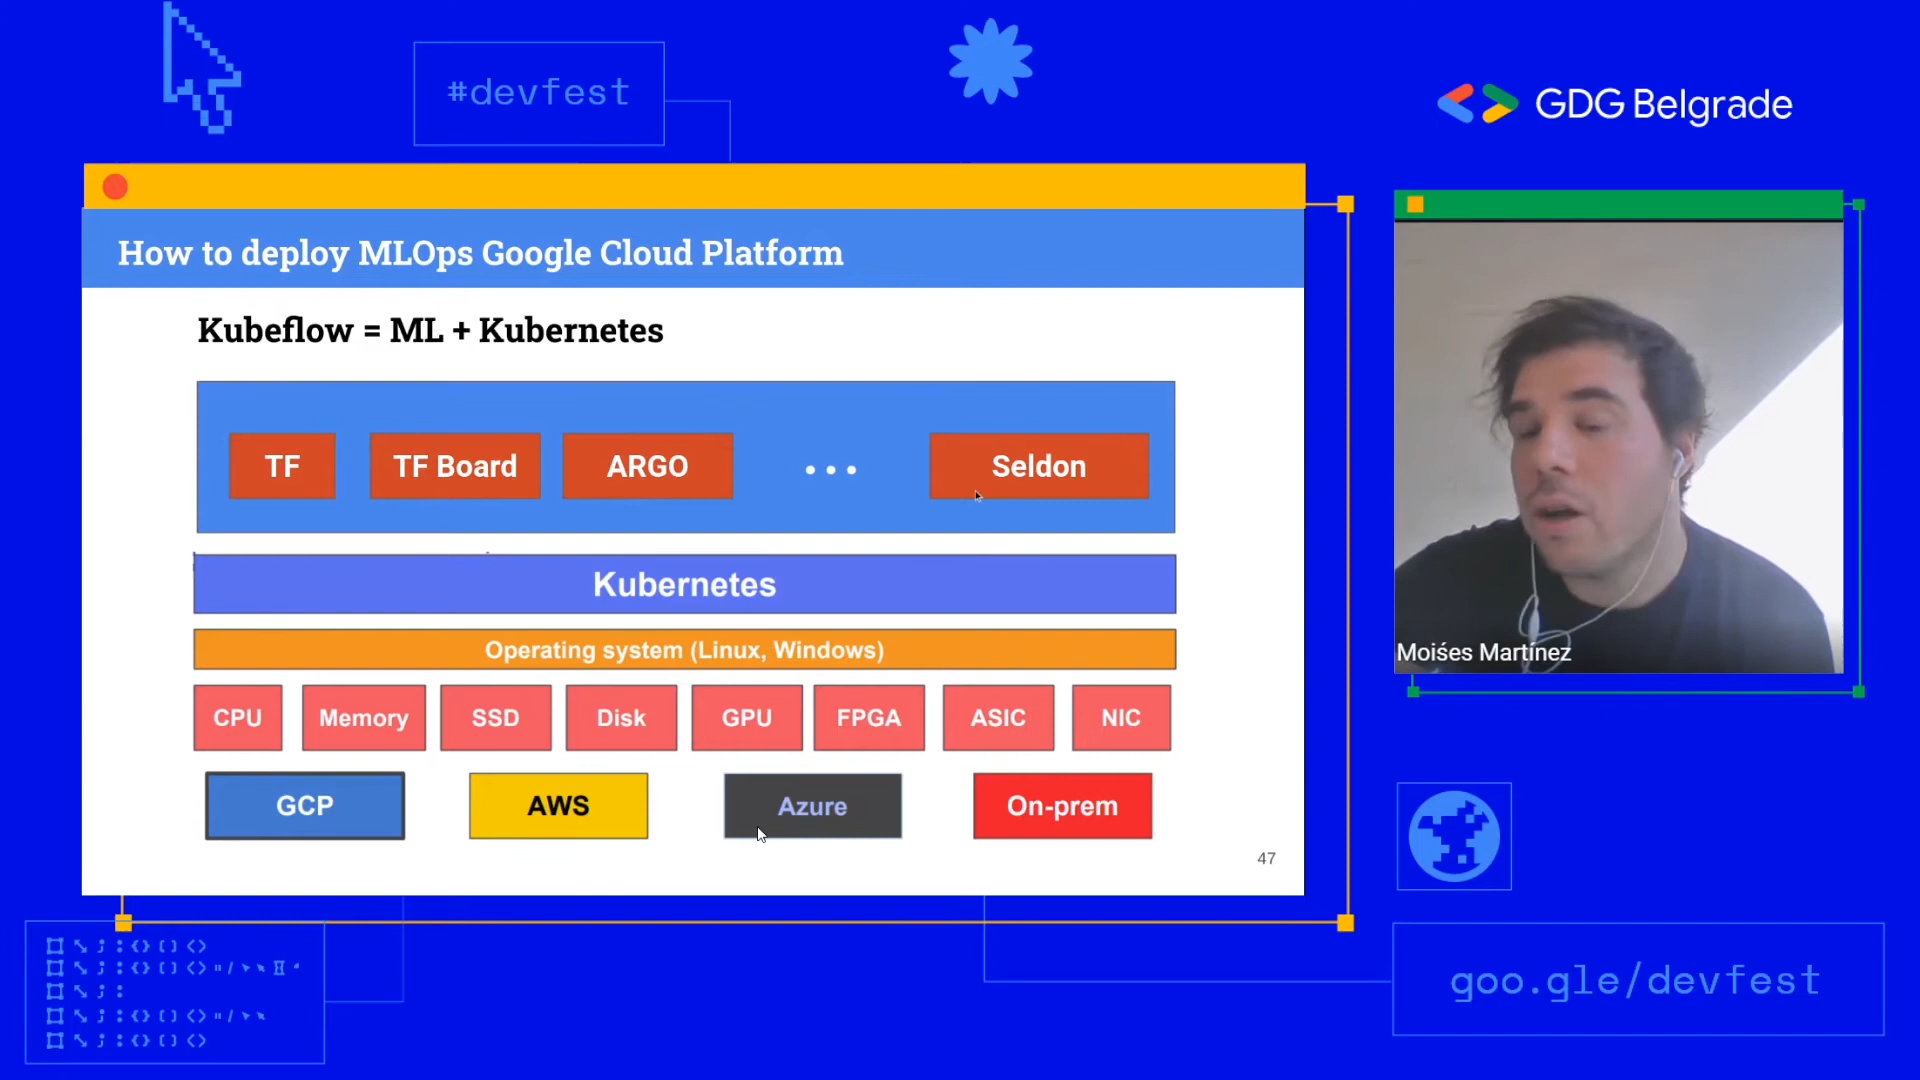 #devfest
GDG Belgrade
How to deploy MLOps Google Cloud Platform
Kubeflow = ML + Kubernetes
TF
TF Board
ARGO
...
Seldon
Kubernetes
Operating system (Linux, Windows)
CPU
Memory
SSD
Disk
GPU
FPGA
ASIC
NIC
GCP
AWS
Azure
On-prem
47
Moiśes Martínez
goo.gle/devfest